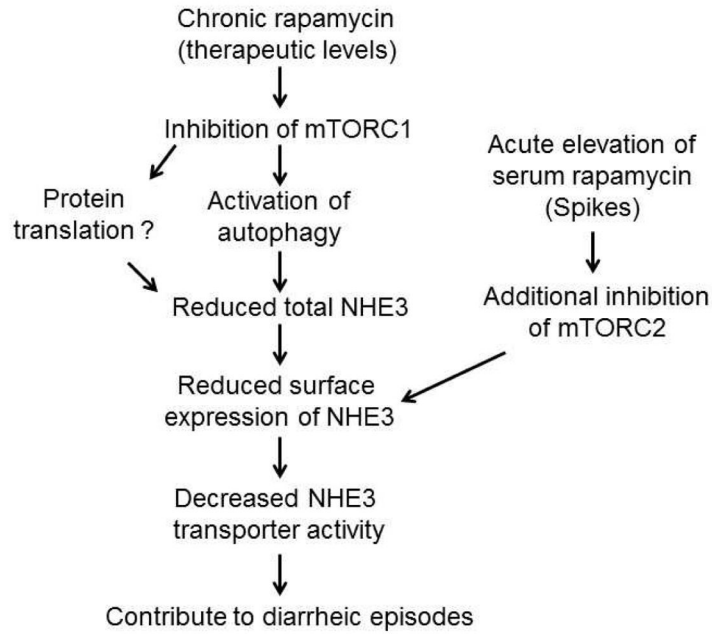 Chronic rapamycin
(therapeutic levels)
Inhibition of mTORC1
Protein
translation ?
Activation of
autophagy
Reduced total NHE3
Acute elevation of
serum rapamycin
(Spikes)
Additional inhibition
of mTORC2
Reduced surface
expression of NHE3
Decreased NHE3
transporter activity
Contribute to diarrheic episodes